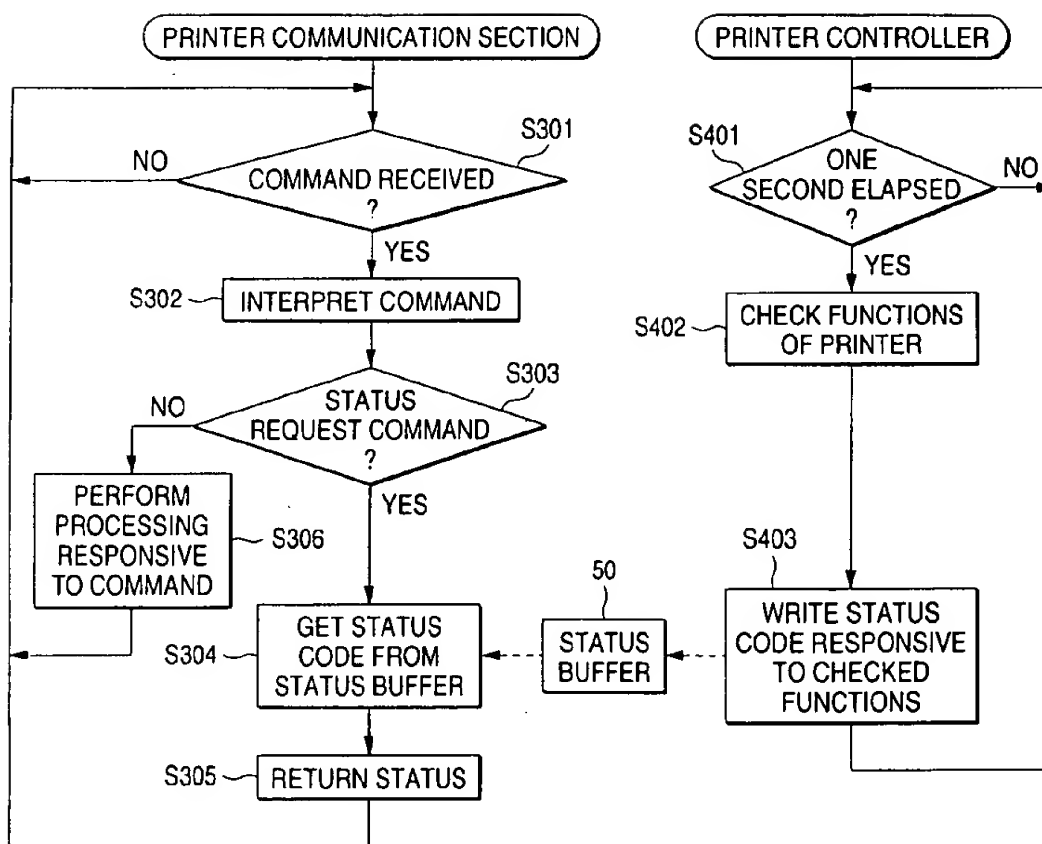 PRINTER COMMUNICATION SECTION
S301
NO
COMMAND RECEIVED
?
YES
S302
INTERPRET COMMAND
S303
NO
STATUS
REQUEST COMMAND
?
YES
PERFORM
PROCESSING
RESPONSIVE
TO COMMAND
S306
S304
GET STATUS
CODE FROM
STATUS BUFFER
S305
RETURN STATUS
50
STATUS
BUFFER
PRINTER CONTROLLER
S401
ONE
SECOND ELAPSED
?
NO
YES
S402
CHECK FUNCTIONS
OF PRINTER
S403
WRITE STATUS
CODE RESPONSIVE
TO CHECKED
FUNCTIONS